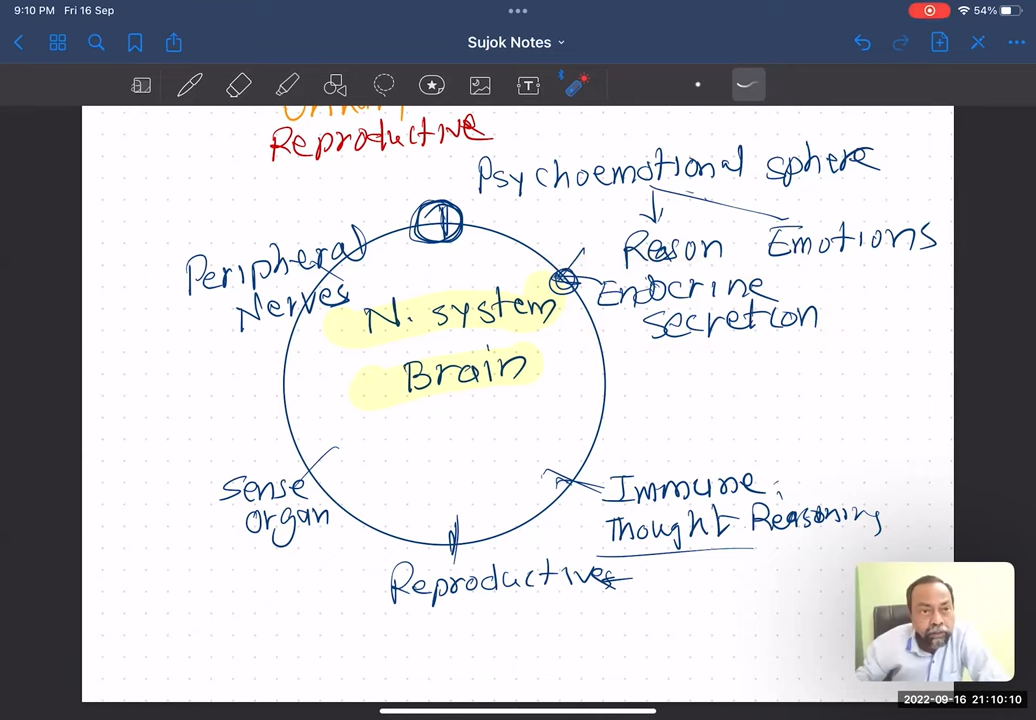 9:10 PM Fri 16 Sep
54%
Sujok Notes
T
Reproductive
Psychoemotional sphere
Reason Emotions
1
Peripheral
Nerves
Endocrine
secretion
N. system
Brain
Sense
organ
Immune
Thought Reasoning
Reproductive
2022-09-16 21:10:10